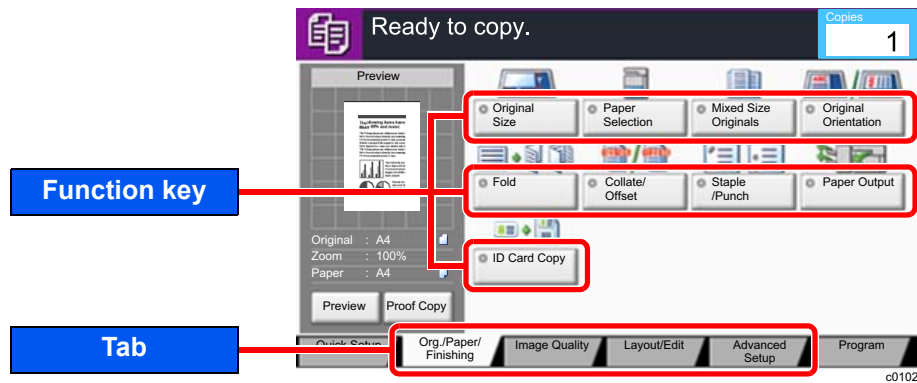 Ready to copy.
Copies
1
Preview
Original
Size
Paper
Selection
Mixed Size
Originals
Original
Orientation
Function key
Fold
Collate/
Offset
Staple
/Punch
Paper Output
Original : A4
Zoom : 100%
Paper : A4
ID Card Copy
Preview
Proof Copy
Tab
Quick Setup
Org./Paper/
Finishing
Image Quality
Layout/Edit
Advanced
Setup
Program
c0102